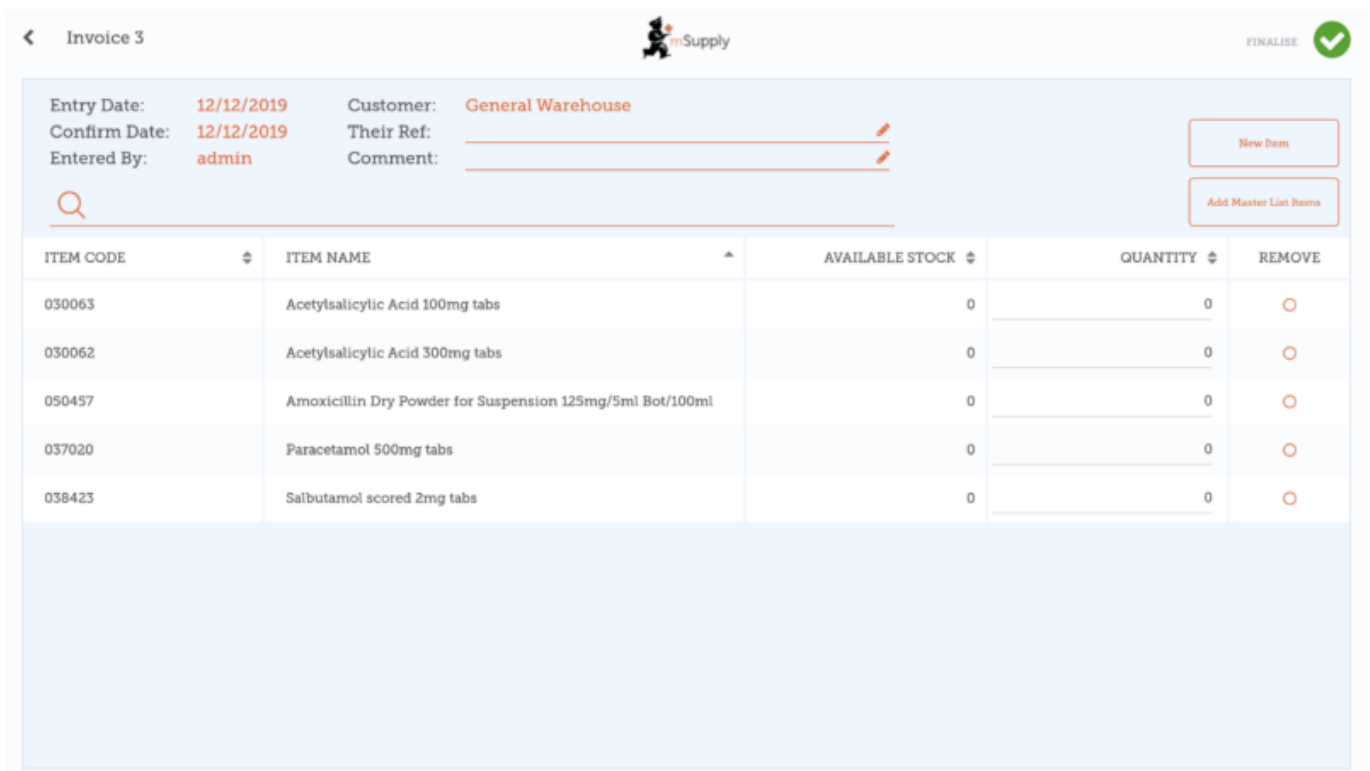 Invoice 3
mSupply
FINALISE
Entry Date: 12/12/2019 Customer: General Warehouse
Confirm Date: 12/12/2019 Their Ref:
Entered By: admin Comment:
New Item
Add Master List Items
ITEM CODE ITEM NAME AVAILABLE STOCK QUANTITY REMOVE
030063 Acetylsalicylic Acid 100mg tabs 0 0
030062 Acetylsalicylic Acid 300mg tabs 0 0
050457 Amoxicillin Dry Powder for Suspension 125mg/5ml Bot/100ml 0 0
037020 Paracetamol 500mg tabs 0 0
038423 Salbutamol scored 2mg tabs 0 0